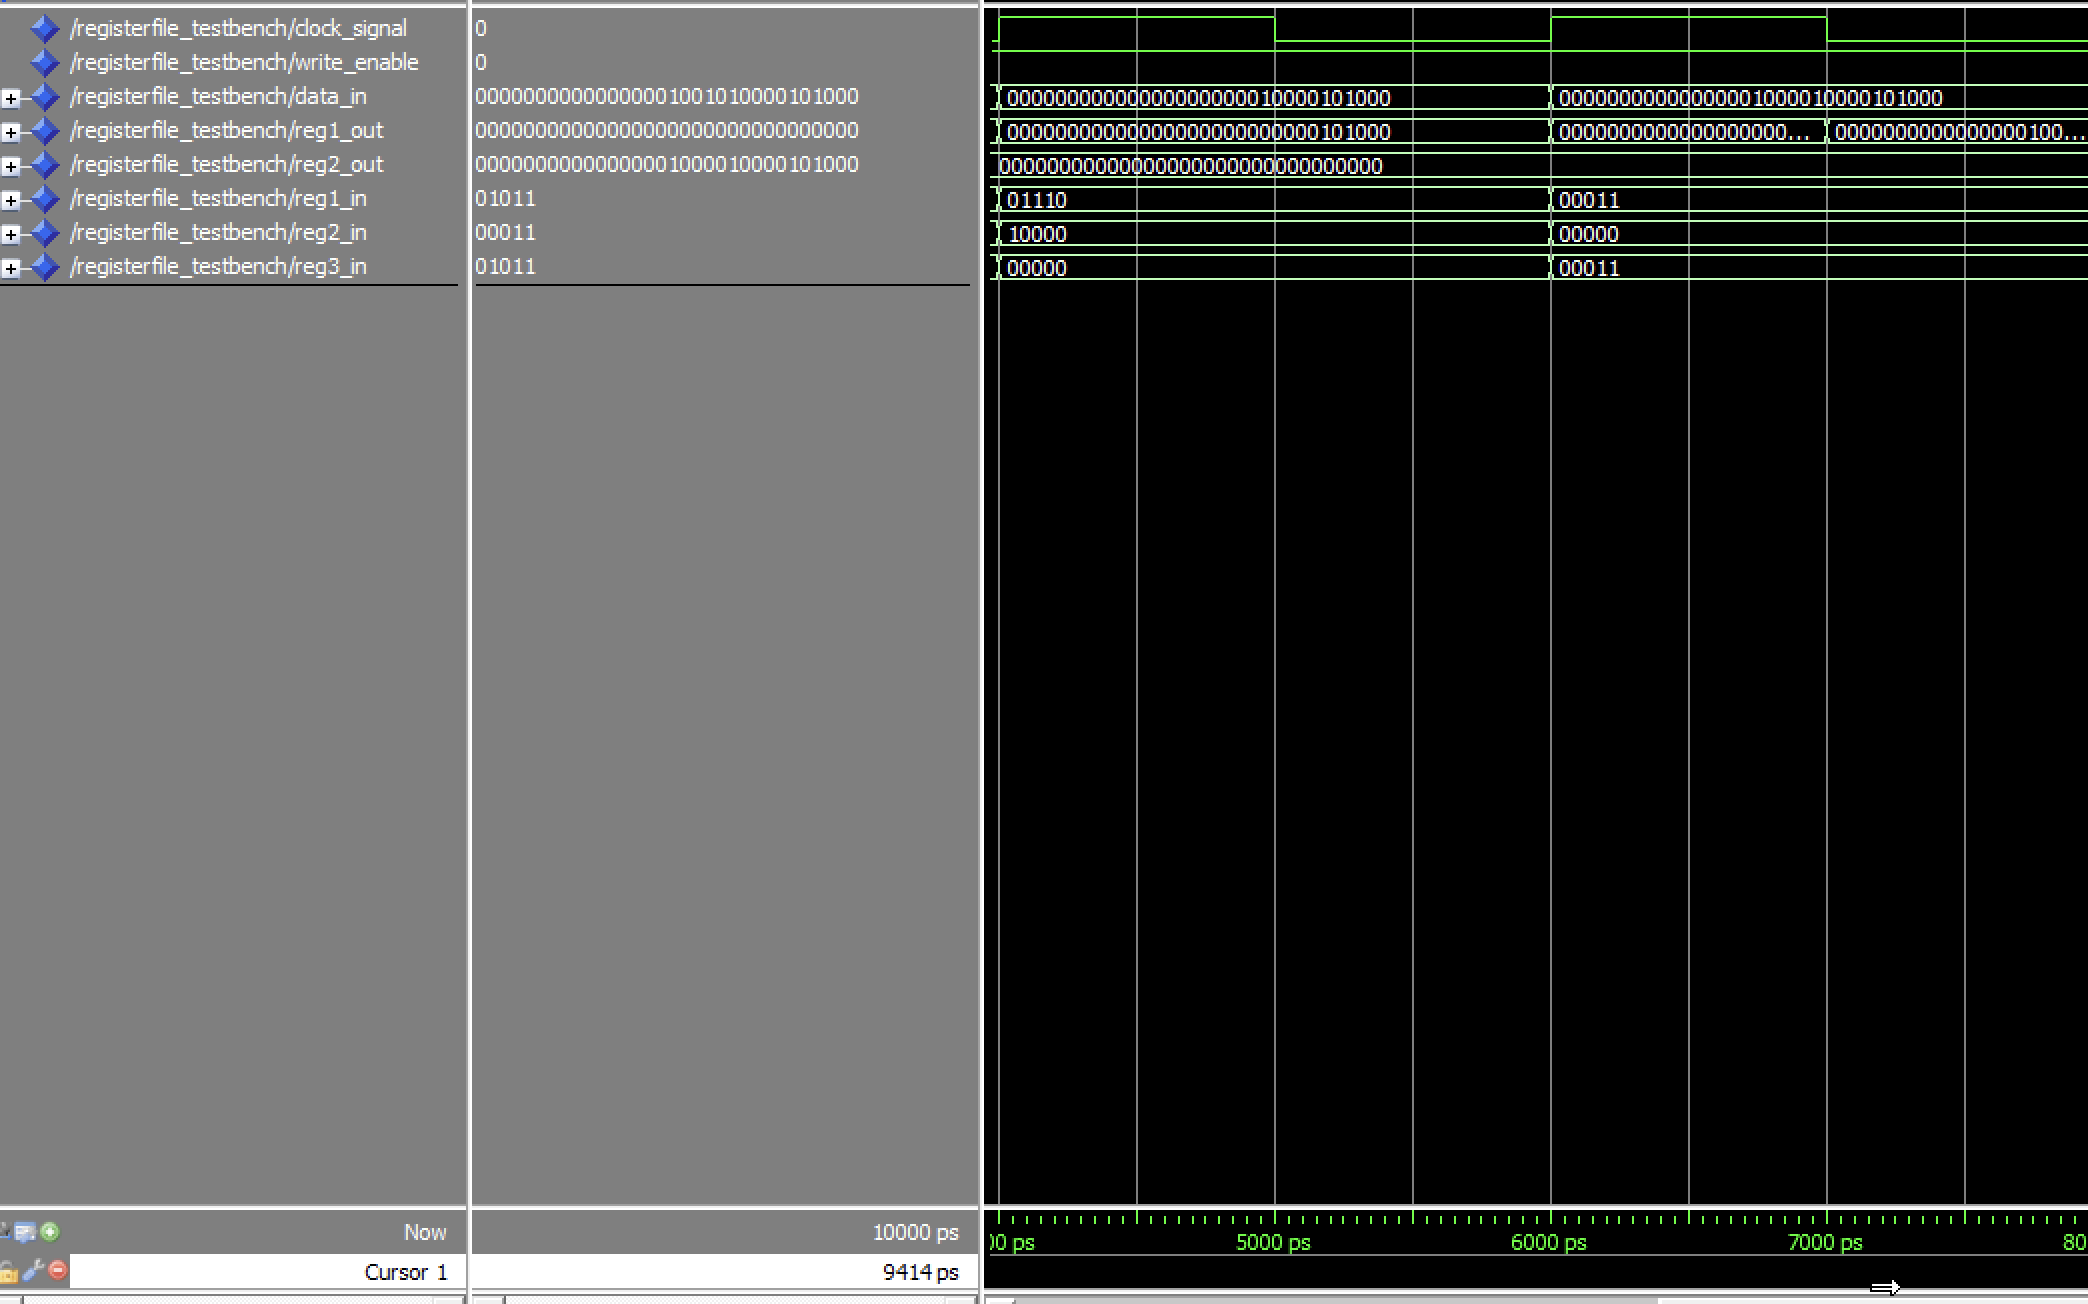 /registerfile_testbench/clock_signal 0
/registerfile_testbench/write_enable 0
/registerfile_testbench/data_in 00000000000000001001010000101000 00000000000000000000010000101000 00000000000000001000010000101000
/registerfile_testbench/reg1_out 00000000000000000000000000000000 00000000000000000000000000101000 0000000000000000000... 0000000000000000100...
/registerfile_testbench/reg2_out 00000000000000001000010000101000 00000000000000000000000000000000
/registerfile_testbench/reg1_in 01011 01110 00011
/registerfile_testbench/reg2_in 00011 10000 00000
/registerfile_testbench/reg3_in 01011 00000 00011
Now 10000 ps 00 ps 5000 ps 6000 ps 7000 ps 80
Cursor 1 9414 ps